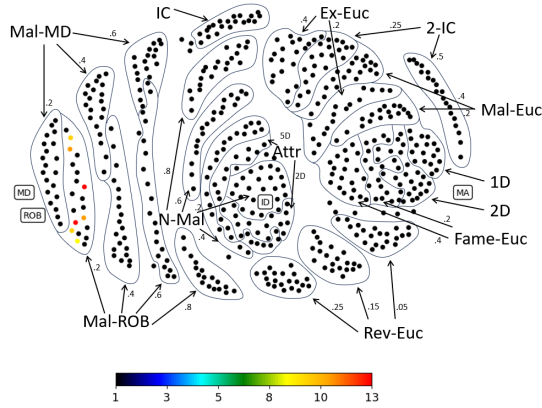 IC
Ex-Euc
.2
.25
2-IC
Mal-MD
.6
.5
.4
.4
.2
.2
Mal-Euc
5D
Attr
2D
.8
MD
ROB
ID
1D
MA
2D
.6
.2
N-Mal
.4
.2
Fame-Euc
.4
.2
.4
.6
.8
.25
.15
.05
Mal-ROB
Rev-Euc
1 3 5 8 10 13